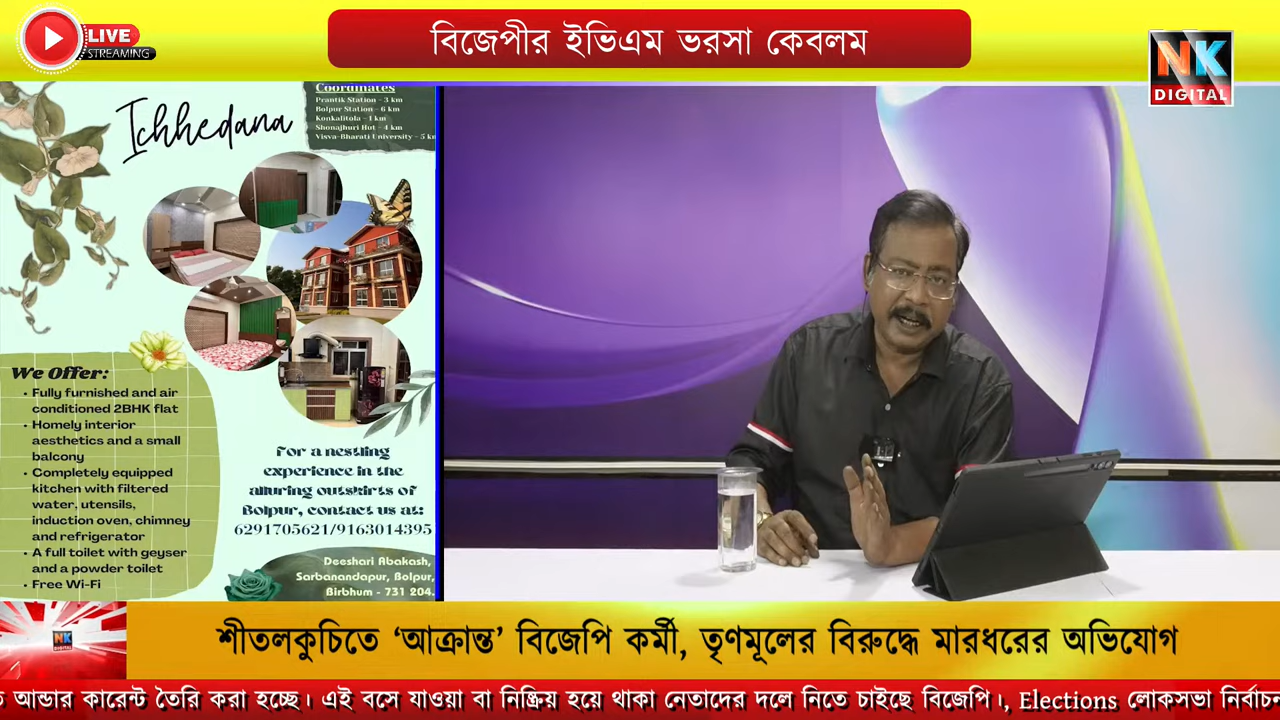 LIVE
STREAMING
বিজেপীর ইভিএম ভরসা কেবলম
NK
DIGITAL
Ichhedana
Coordinates
Prantik Station - 3 km
Bolpur Station - 6 km
Konkalitola - 1 km
Shonajhuri Hut - 4 km
Visva-Bharati University - 5 km
We Offer:
• Fully furnished and air
conditioned 2BHK flat
• Homely interior
aesthetics and a small
balcony
• Completely equipped
kitchen with filtered
water, utensils,
induction oven, chimney
and refrigerator
• A full toilet with geyser
and a powder toilet
• Free Wi-Fi
For a nestling
experience in the
alluring outskirts of
Bolpur, contact us at:
6291705621/9163014395
Deeshari Abakash,
Sarbanandapur, Bolpur,
Birbhum - 731 204.
NK
DIGITAL
শীতলকুচিতে ‘আক্রান্ত’ বিজেপি কর্মী, তৃণমূলের বিরুদ্ধে মারধরের অভিযোগ
আন্ডার কারেন্ট তৈরি করা হচ্ছে। এই বসে যাওয়া বা নিষ্ক্রিয় হয়ে থাকা নেতাদের দলে নিতে চাইছে বিজেপি।, Elections লোকসভা নির্বাচন